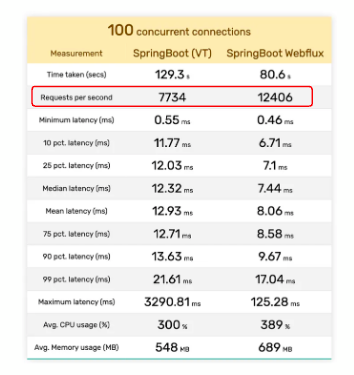 100 concurrent connections
Measurement SpringBoot (VT) SpringBoot Webflux
Time taken (secs) 129.3 s 80.6 s
Requests per second 7734 12406
Minimum latency (ms) 0.55 ms 0.46 ms
10 pct. latency (ms) 11.77 ms 6.71 ms
25 pct. latency (ms) 12.03 ms 7.1 ms
Median latency (ms) 12.32 ms 7.44 ms
Mean latency (ms) 12.93 ms 8.06 ms
75 pct. latency (ms) 12.71 ms 8.58 ms
90 pct. latency (ms) 13.63 ms 9.67 ms
99 pct. latency (ms) 21.61 ms 17.04 ms
Maximum latency (ms) 3290.81 ms 125.28 ms
Avg. CPU usage (%) 300 % 389 %
Avg. Memory usage (MB) 548 MB 689 MB